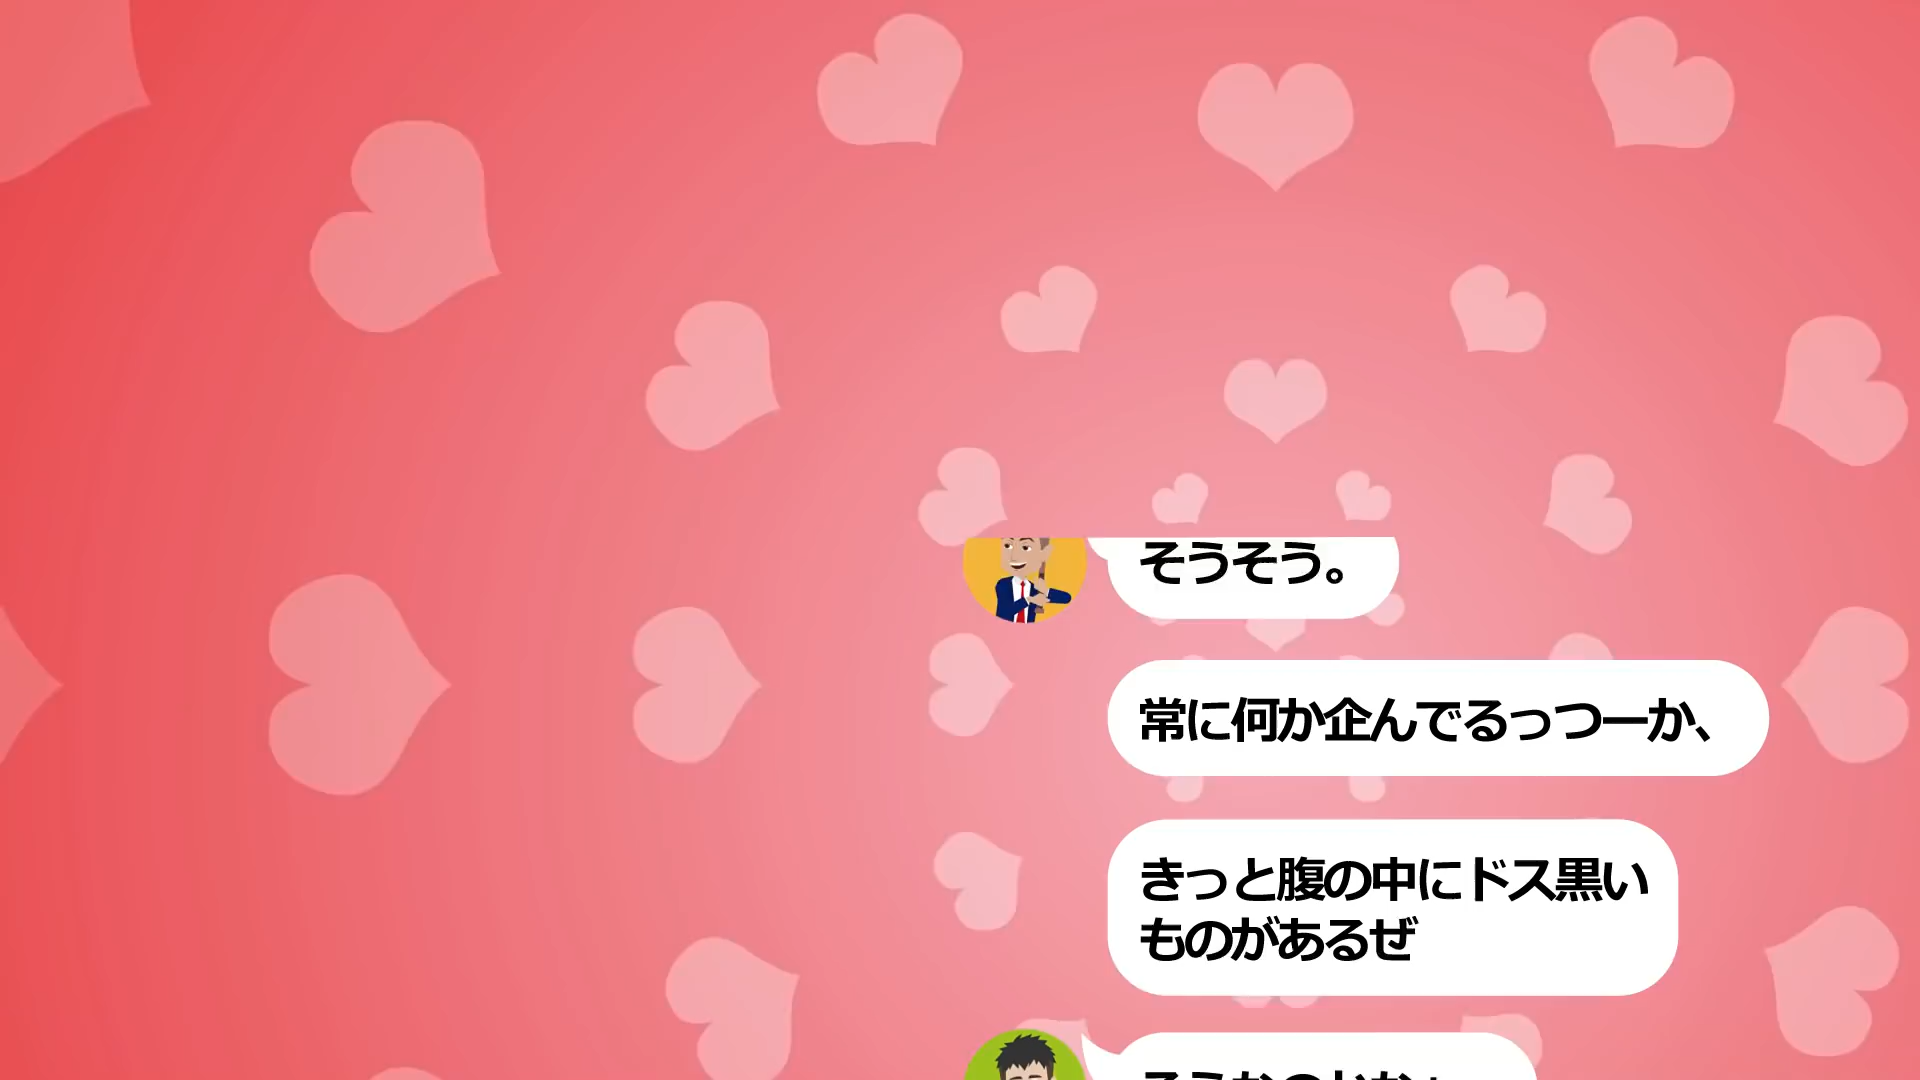 そうそう。
常に何か企んでるっつーか、
きっと腹の中にドス黒い
ものがあるぜ